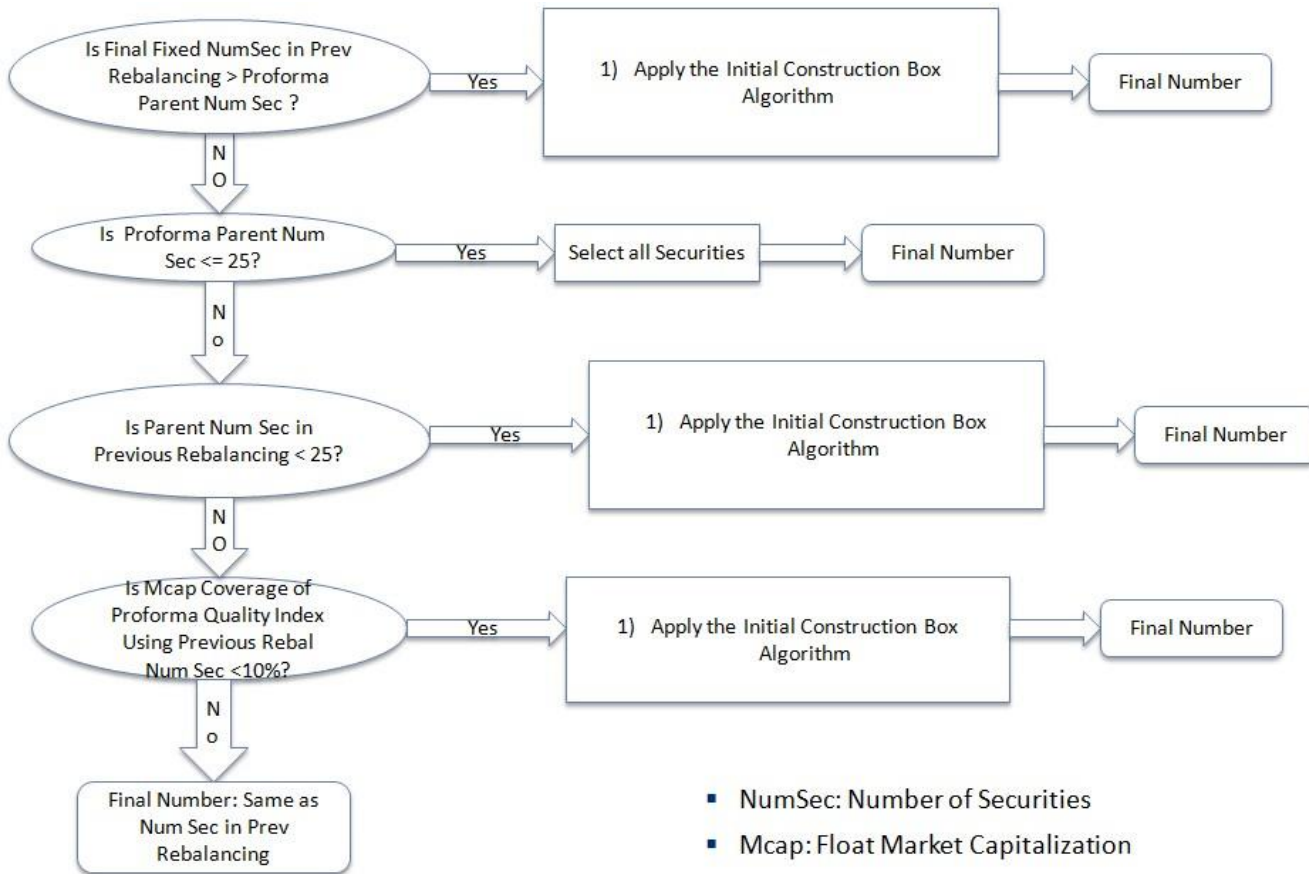 Is Final Fixed NumSec in Prev
Rebalancing > Proforma
Parent Num Sec ?
Yes
1) Apply the Initial Construction Box
Algorithm
Final Number
N
O
Is Proforma Parent Num
Sec <= 25?
Yes
Select all Securities
Final Number
N
o
Is Parent Num Sec in
Previous Rebalancing < 25?
Yes
1) Apply the Initial Construction Box
Algorithm
Final Number
N
O
Is Mcap Coverage of
Proforma Quality Index
Using Previous Rebal
Num Sec <10%?
Yes
1) Apply the Initial Construction Box
Algorithm
Final Number
N
o
Final Number: Same as
Num Sec in Prev
Rebalancing
▪ NumSec: Number of Securities
▪ Mcap: Float Market Capitalization